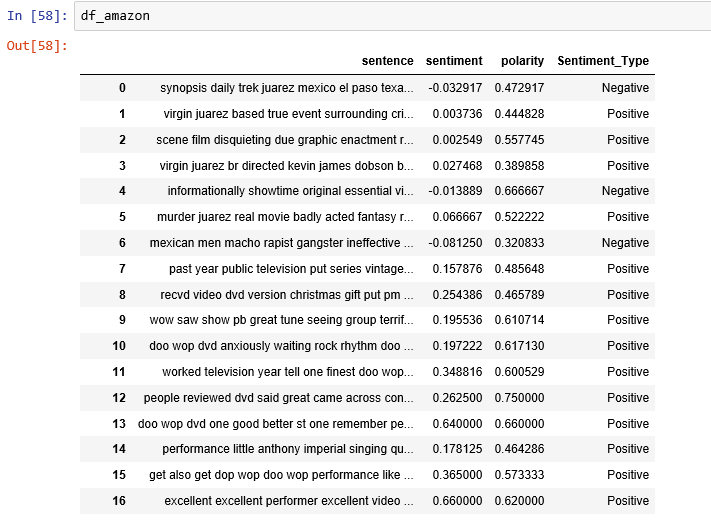 In [58]: df_amazon
Out[58]:
sentence sentiment polarity Sentiment_Type
0 synopsis daily trek juarez mexico el paso texa... -0.032917 0.472917 Negative
1 virgin juarez based true event surrounding cri... 0.003736 0.444828 Positive
2 scene film disquieting due graphic enactment r... 0.002549 0.557745 Positive
3 virgin juarez br directed kevin james dobson b... 0.027468 0.389858 Positive
4 informationally showtime original essential vi... -0.013889 0.666667 Negative
5 murder juarez real movie badly acted fantasy r... 0.066667 0.522222 Positive
6 mexican men macho rapist gangster ineffective ... -0.081250 0.320833 Negative
7 past year public television put series vintage... 0.157876 0.485648 Positive
8 recvd video dvd version christmas gift put pm ... 0.254386 0.465789 Positive
9 wow saw show pb great tune seeing group terrif... 0.195536 0.610714 Positive
10 doo wop dvd anxiously waiting rock rhythm doo ... 0.197222 0.617130 Positive
11 worked television year tell one finest doo wop... 0.348816 0.600529 Positive
12 people reviewed dvd said great came across con... 0.262500 0.750000 Positive
13 doo wop dvd one good better st one remember pe... 0.640000 0.660000 Positive
14 performance little anthony imperial singing qu... 0.178125 0.464286 Positive
15 get also get dop wop doo wop performance like ... 0.365000 0.573333 Positive
16 excellent excellent performer excellent video ... 0.660000 0.620000 Positive